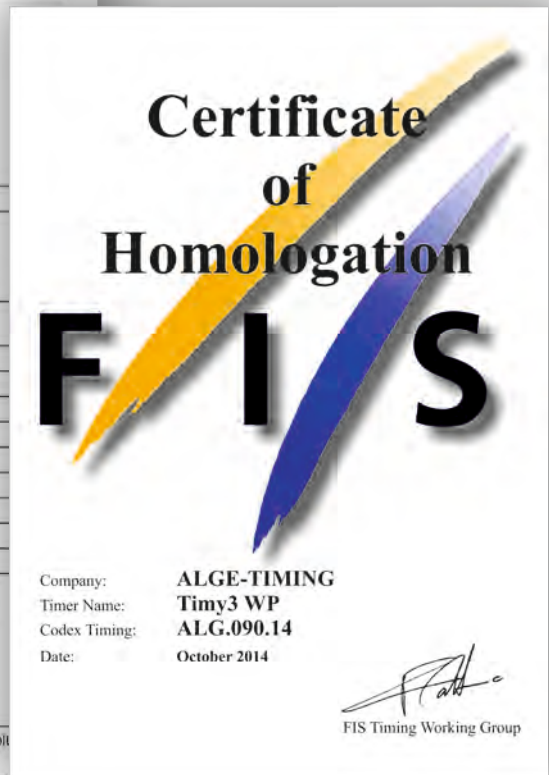 Certificate
of
Homologation
FIS
Company: ALGE-TIMING
Timer Name: Timy3 WP
Codex Timing: ALG.090.14
Date: October 2014
FIS Timing Working Group